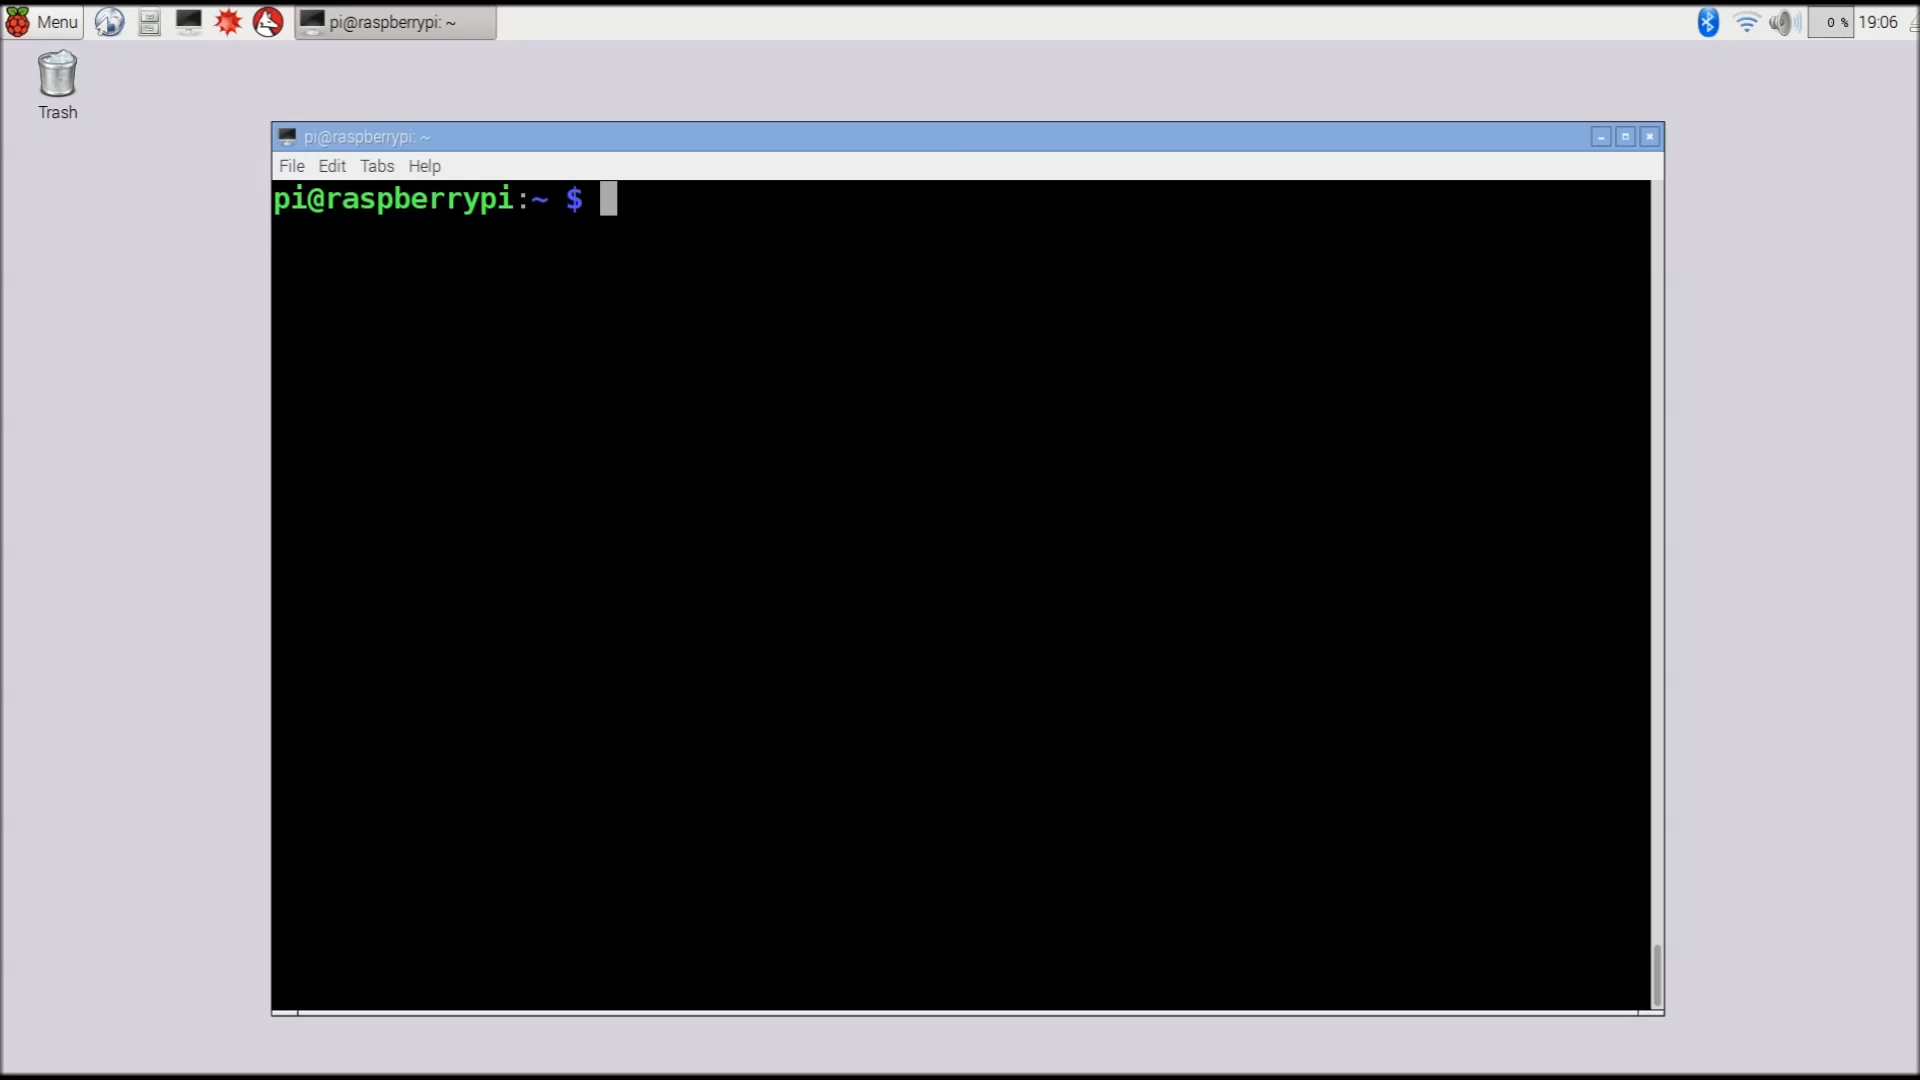 Menu
pi@raspberrypi: ~
0 %
19:06
Trash
pi@raspberrypi: ~
File Edit Tabs Help
pi@raspberrypi:~ $